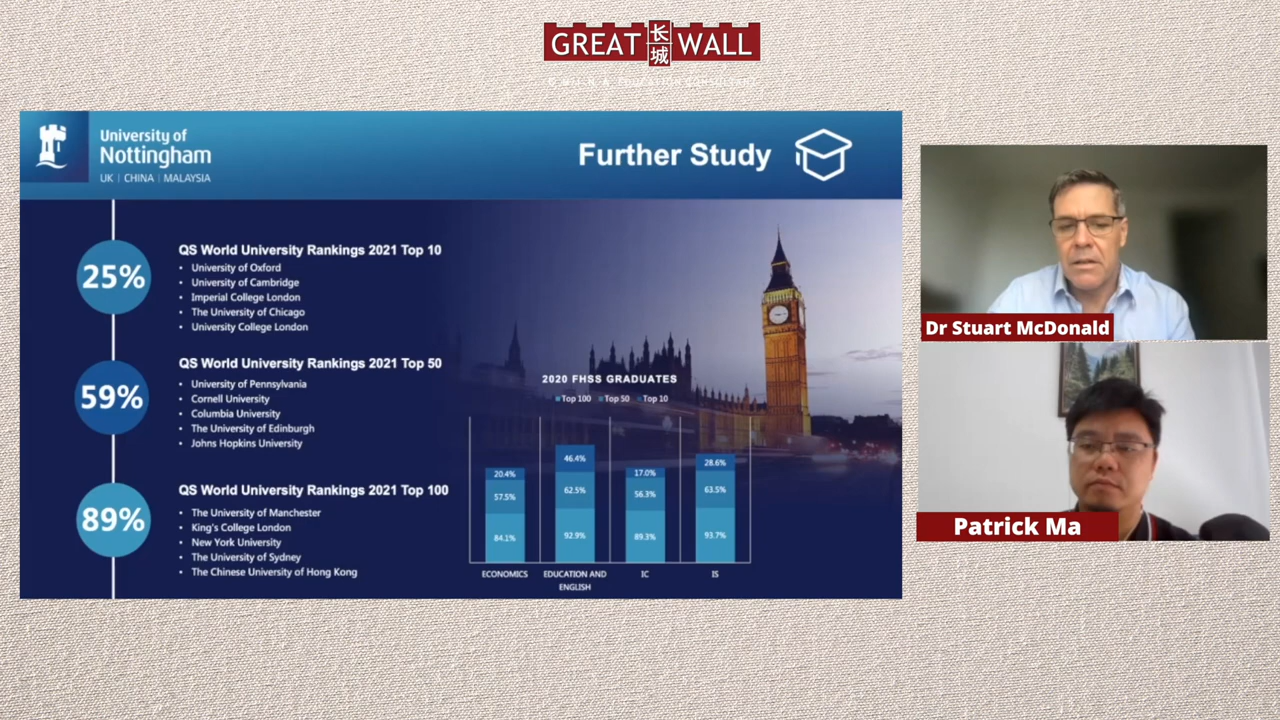 GREAT 长城 WALL
University of
Nottingham
UK | CHINA | MALAYSIA
Further Study
25%
QS World University Rankings 2021 Top 10
• University of Oxford
• University of Cambridge
• Imperial College London
• The University of Chicago
• University College London
59%
QS World University Rankings 2021 Top 50
• University of Pennsylvania
• Cornell University
• Columbia University
• The University of Edinburgh
• Johns Hopkins University
89%
QS World University Rankings 2021 Top 100
• The University of Manchester
• King's College London
• New York University
• The University of Sydney
• The Chinese University of Hong Kong
2020 FHSS GRADUATES
Top 100 Top 50 Top 10
20.4%
57.5%
84.1%
46.4%
62.5%
92.9%
17.0%
56.3%
89.3%
28.6%
63.5%
93.7%
ECONOMICS
EDUCATION AND
ENGLISH
IC
IS
Dr Stuart McDonald
Patrick Ma